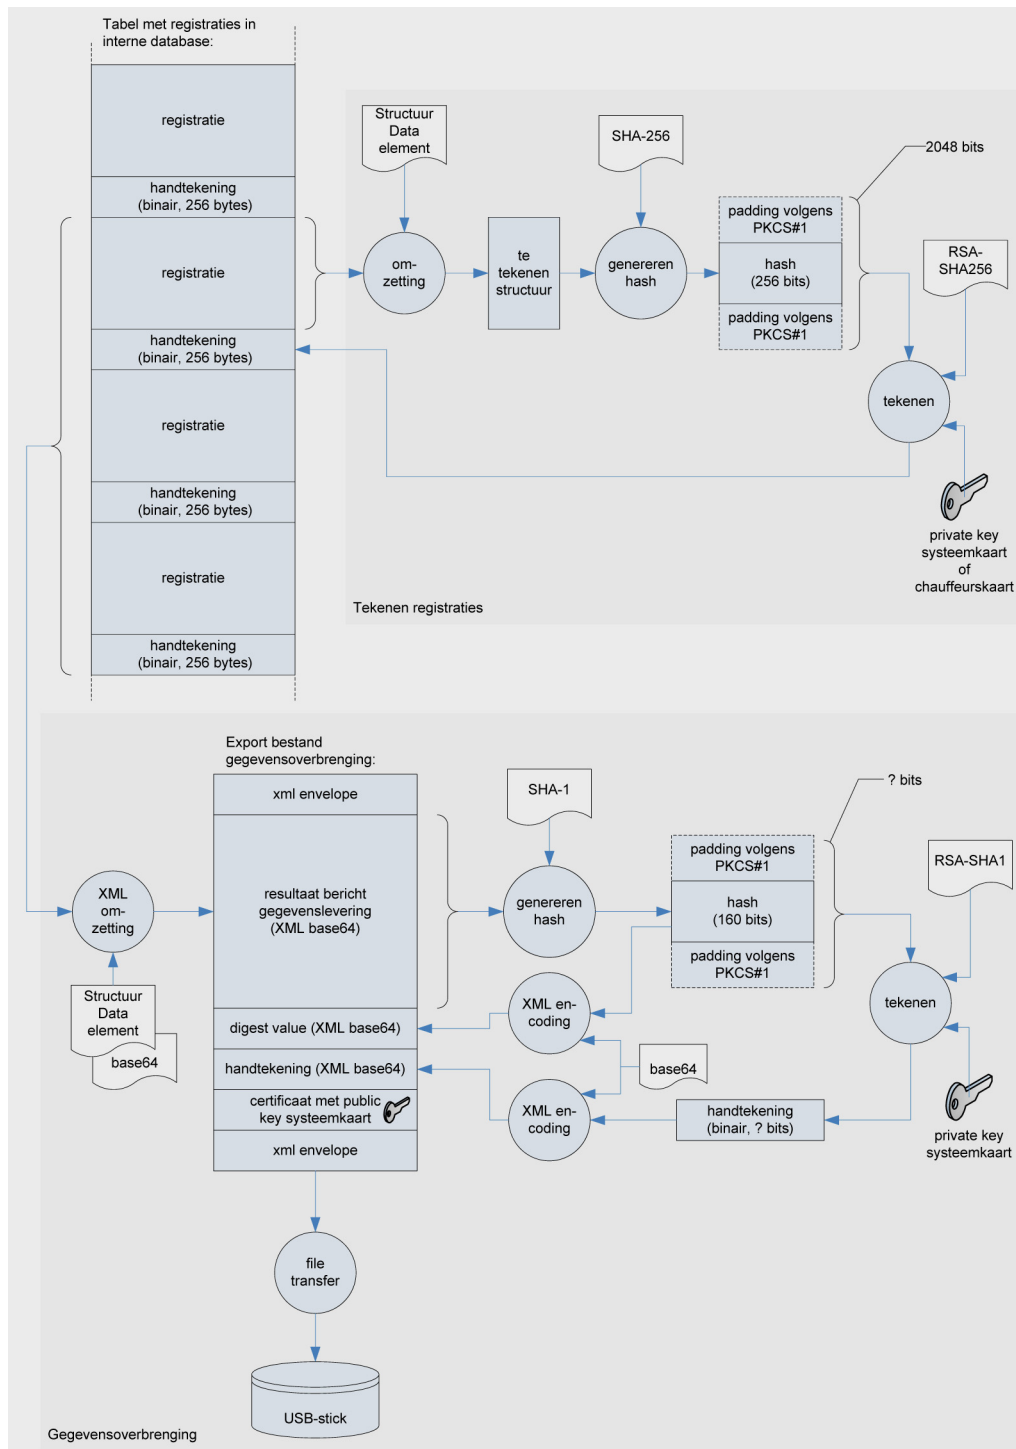 Tabel met registraties in
interne database:
registratie
handtekening
(binair, 256 bytes)
registratie
handtekening
(binair, 256 bytes)
registratie
handtekening
(binair, 256 bytes)
registratie
handtekening
(binair, 256 bytes)
Structuur
Data
element
SHA-256
2048 bits
om-
zetting
te
tekenen
structuur
genereren
hash
padding volgens
PKCS#1
hash
(256 bits)
padding volgens
PKCS#1
RSA-
SHA256
tekenen
private key
systeemkaart
of
chauffeurskaart
Tekenen registraties
Export bestand
gegevensoverbrenging:
xml envelope
resultaat bericht
gegevenslevering
(XML base64)
digest value (XML base64)
handtekening (XML base64)
certificaat met public
key systeemkaart
xml envelope
XML
om-
zetting
Structuur
Data
element
base64
SHA-1
genereren
hash
? bits
padding volgens
PKCS#1
hash
(160 bits)
padding volgens
PKCS#1
RSA-SHA1
tekenen
XML en-
coding
base64
XML en-
coding
handtekening
(binair, ? bits)
private key
systeemkaart
file
transfer
USB-stick
Gegevensoverbrenging